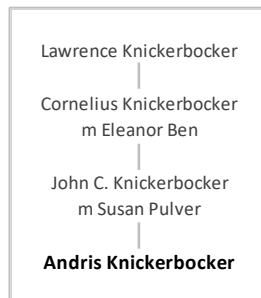 Lawrence Knickerbocker
Cornelius Knickerbocker
m Eleanor Ben
John C. Knickerbocker
m Susan Pulver
Andris Knickerbocker